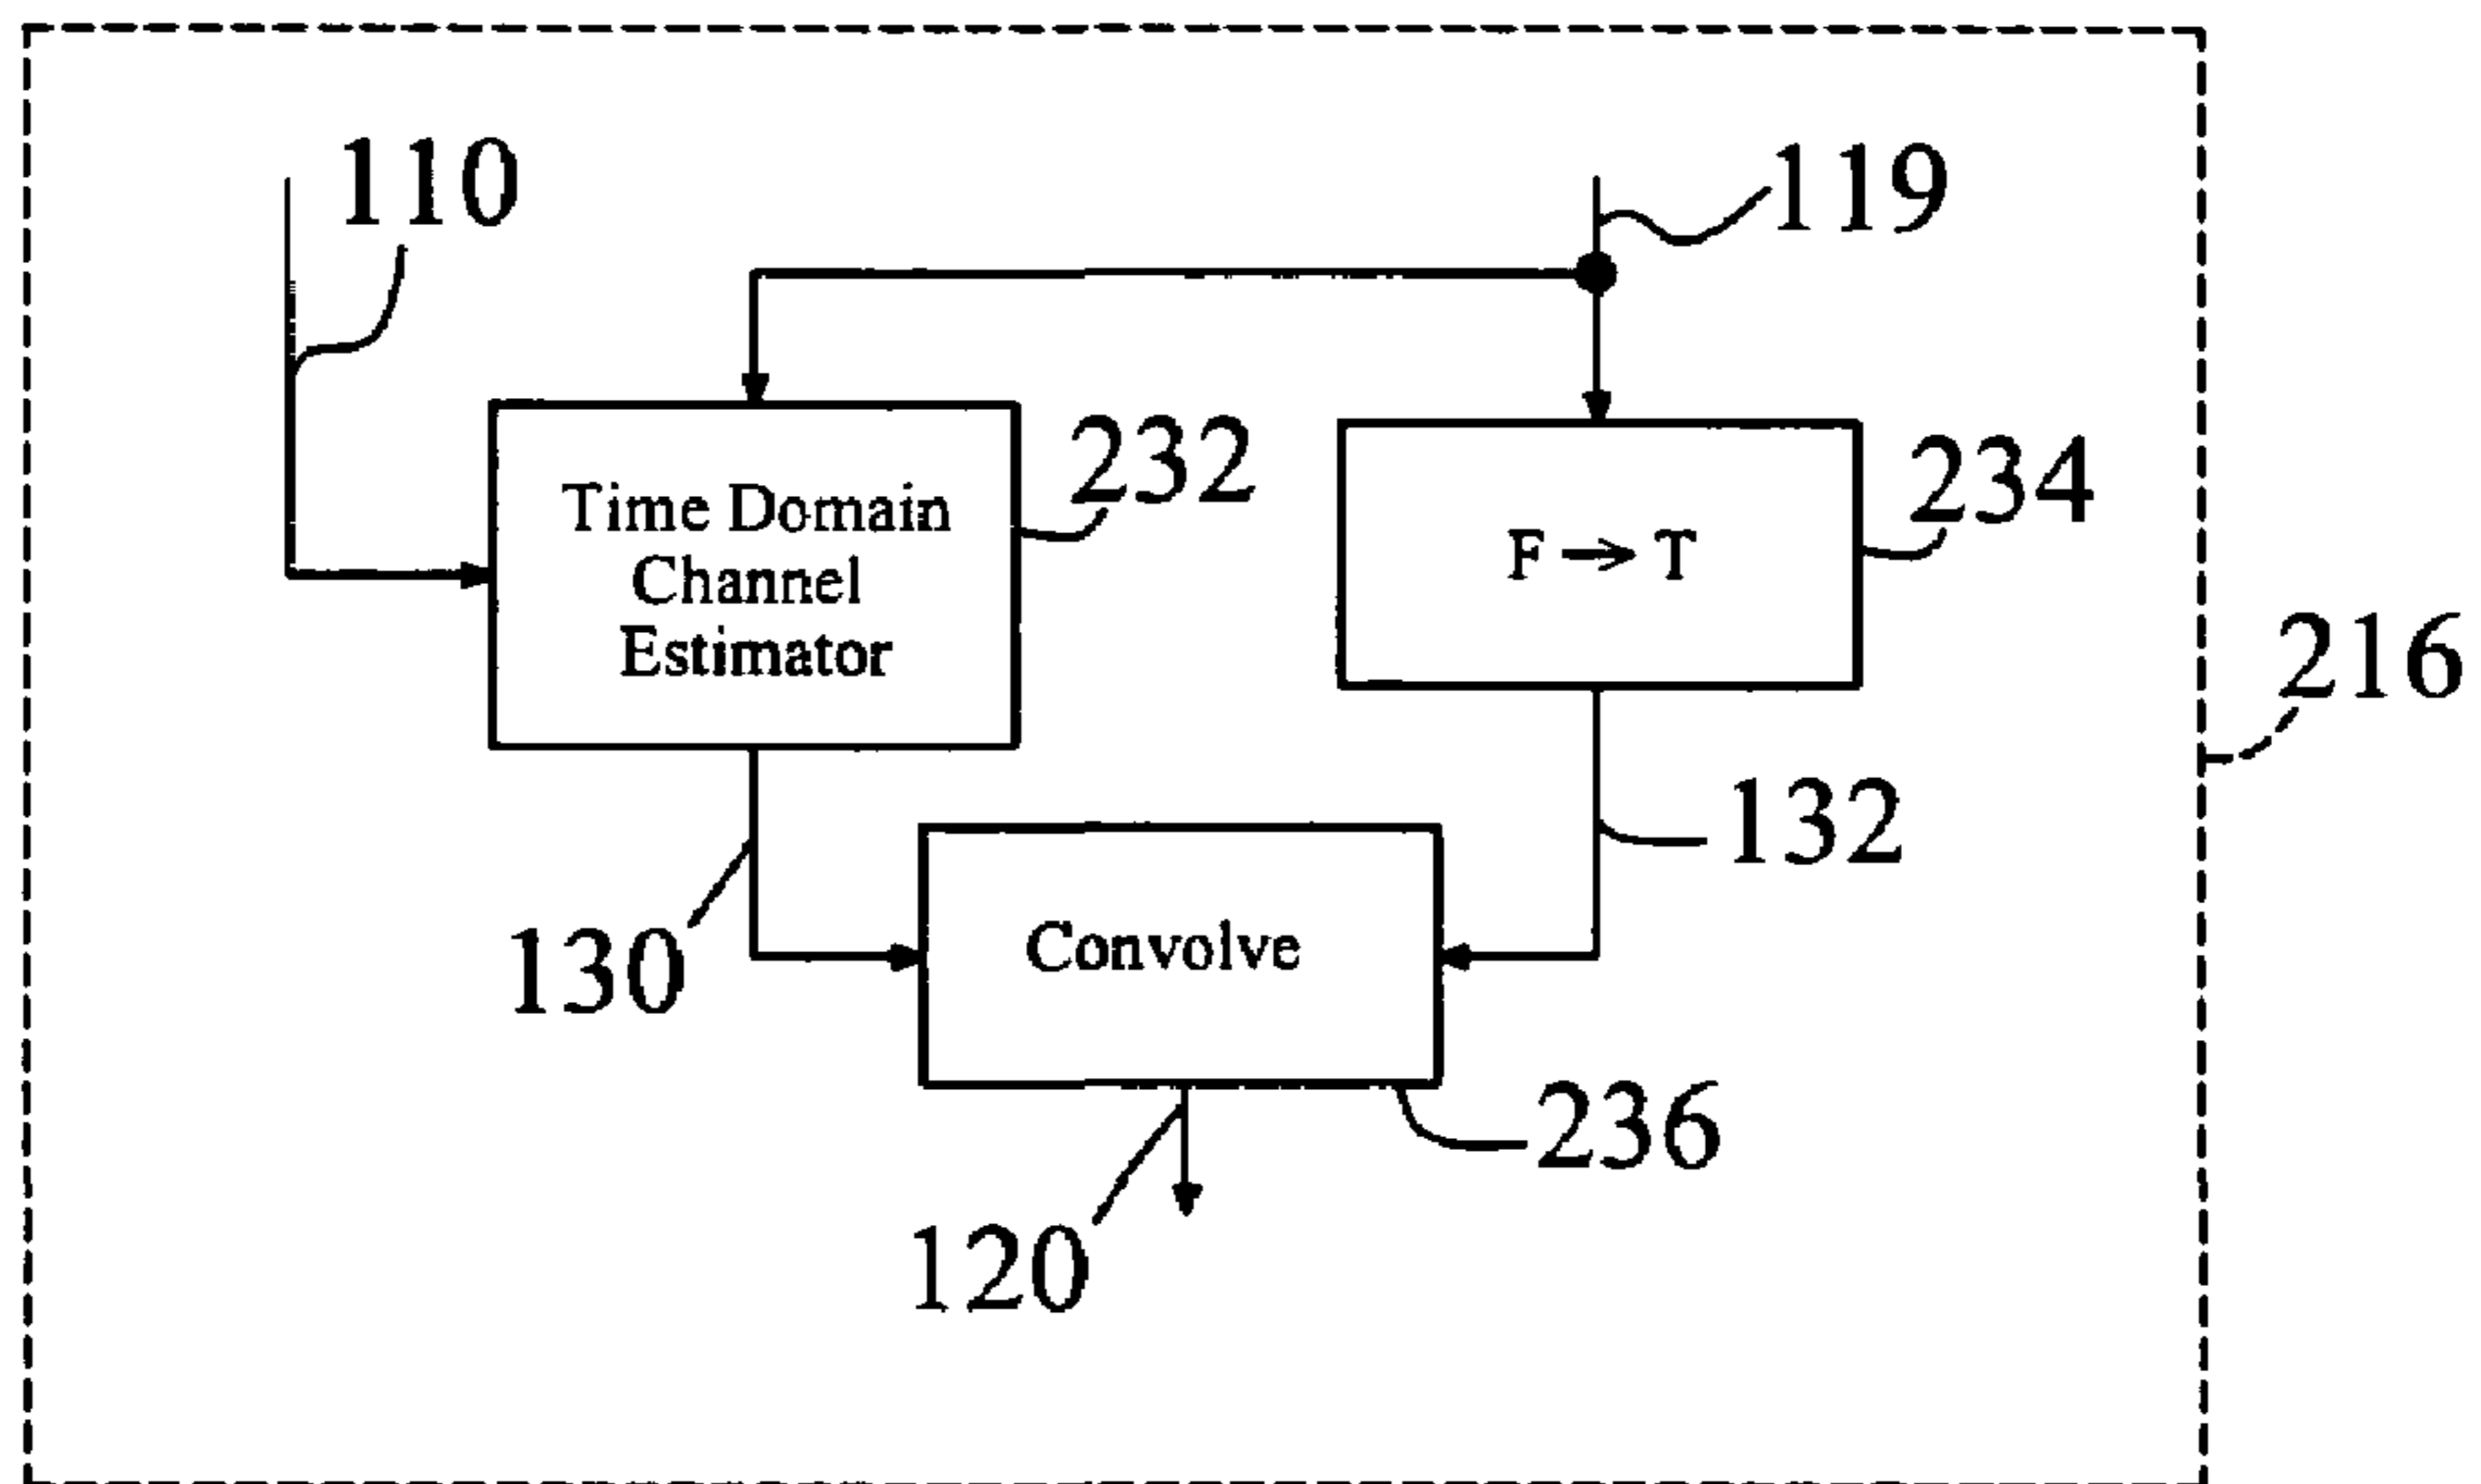 110
119
232
234
Time Domain
Channel
Estimator
F → T
216
132
130
Convolve
236
120